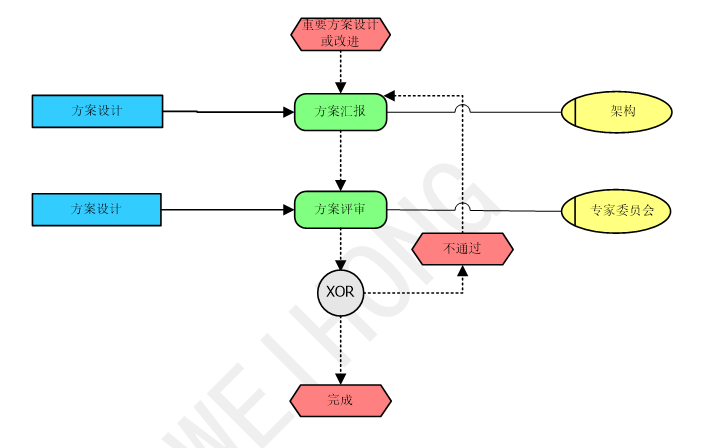 重要方案设计
或改进
方案设计
方案汇报
架构
方案设计
方案评审
专家委员会
不通过
XOR
完成
WEIHONG